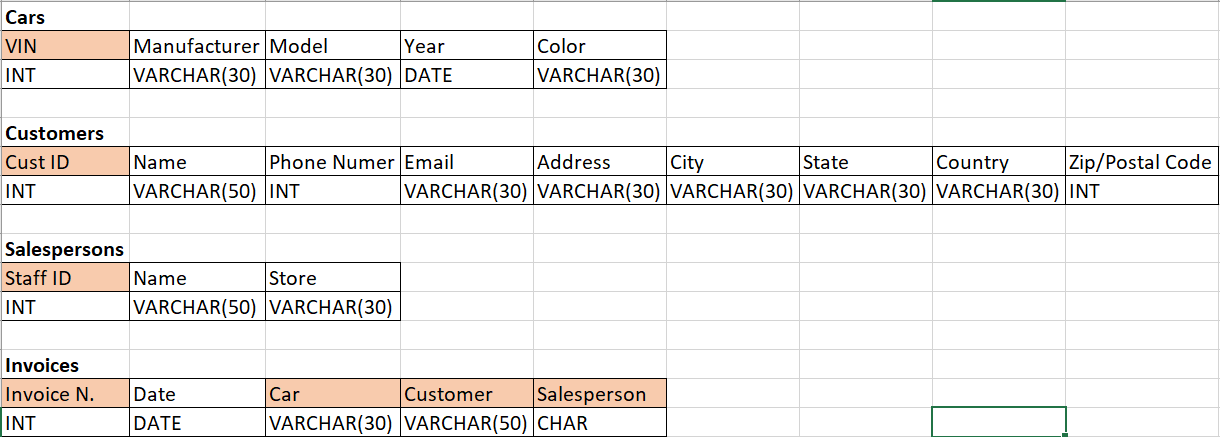 Cars
VIN Manufacturer Model Year Color
INT VARCHAR(30) VARCHAR(30) DATE VARCHAR(30)
Customers
Cust ID Name Phone Numer Email Address City State Country Zip/Postal Code
INT VARCHAR(50) INT VARCHAR(30) VARCHAR(30) VARCHAR(30) VARCHAR(30) VARCHAR(30) INT
Salespersons
Staff ID Name Store
INT VARCHAR(50) VARCHAR(30)
Invoices
Invoice N. Date Car Customer Salesperson
INT DATE VARCHAR(30) VARCHAR(50) CHAR